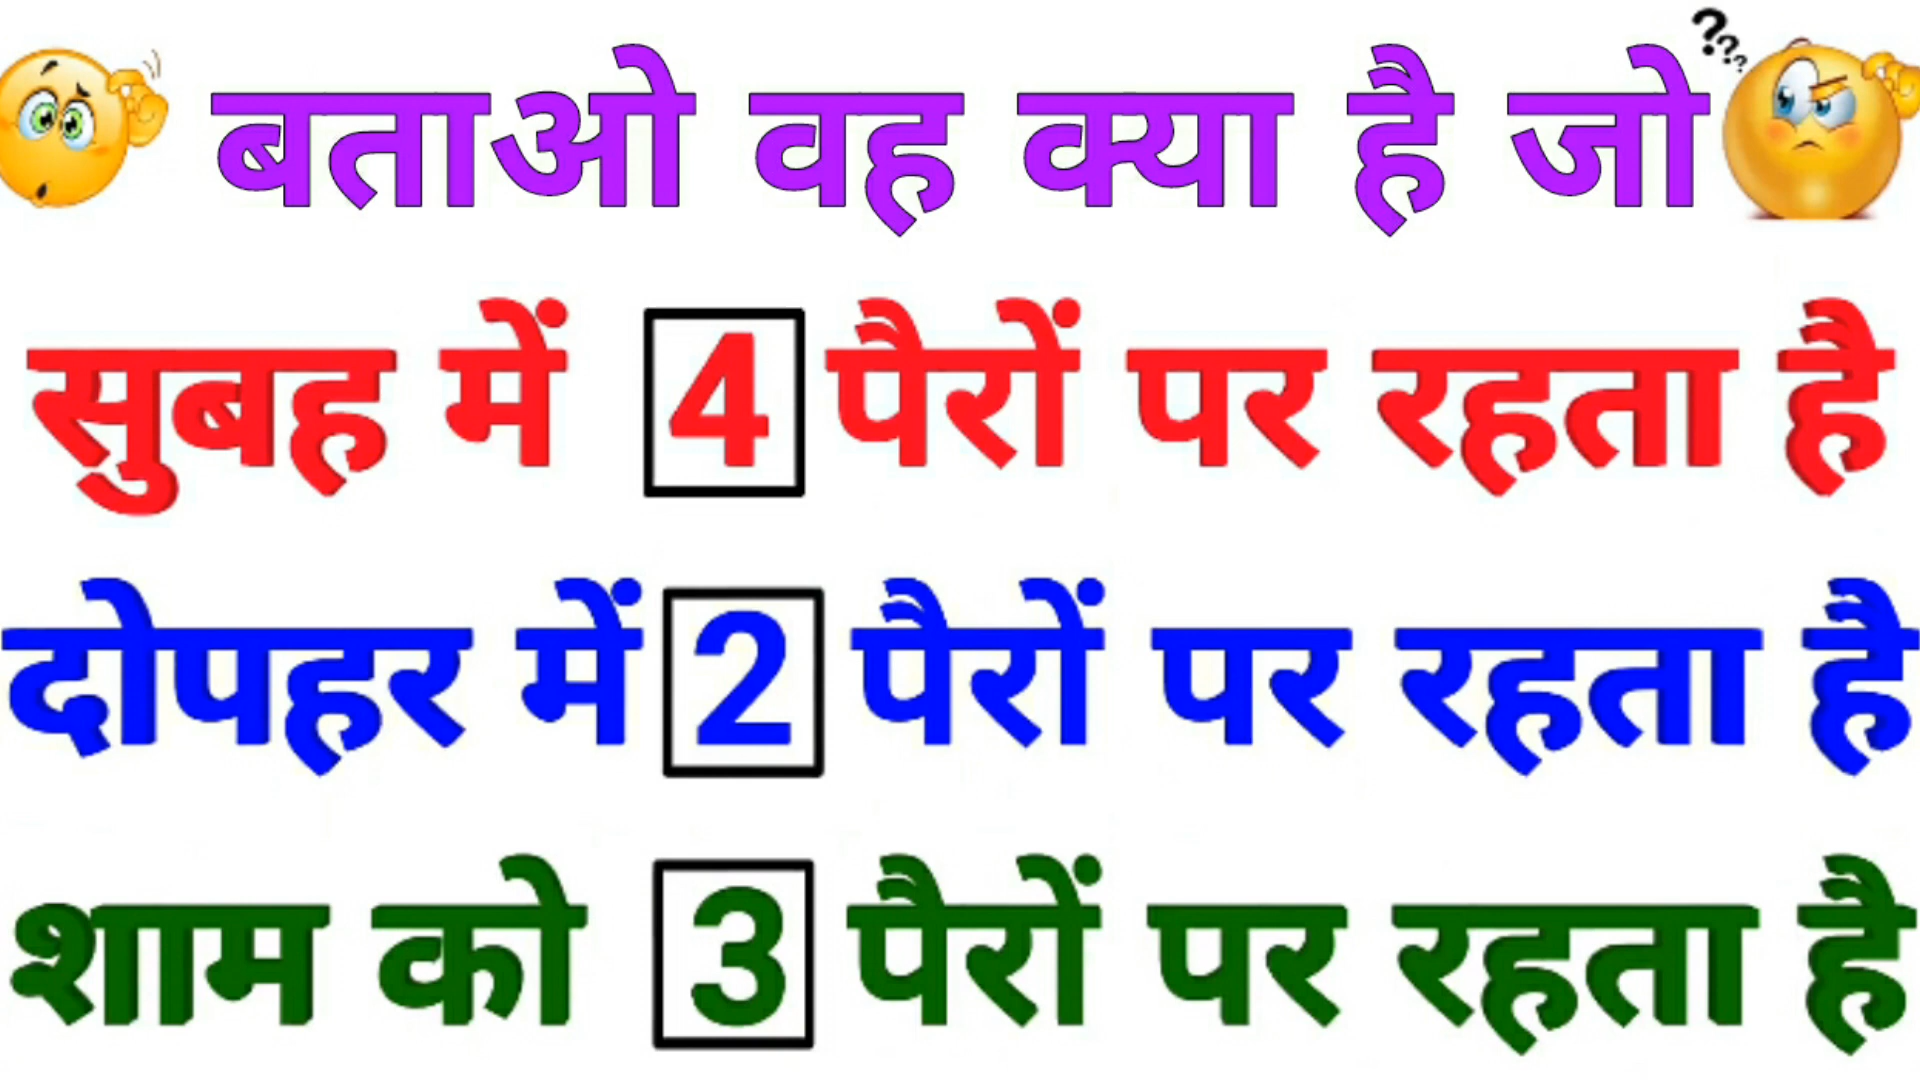 बताओ वह क्या है जो ???
सुबह में 4 पैरों पर रहता है
दोपहर में 2 पैरों पर रहता है
शाम को 3 पैरों पर रहता है